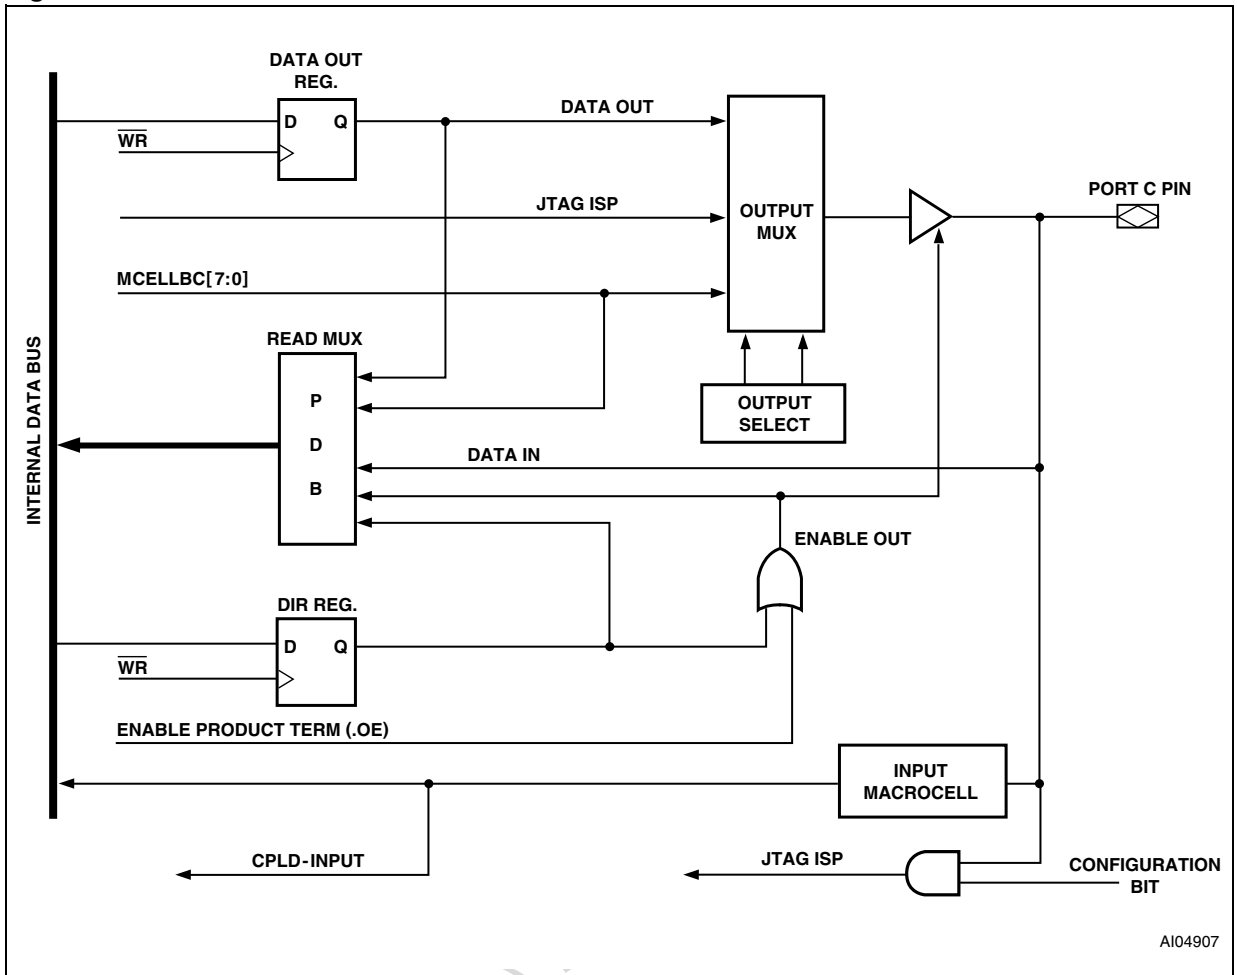 DATA OUT
REG.
D Q
WR
DATA OUT
JTAG ISP
MCELLBC[7:0]
OUTPUT
MUX
PORT C PIN
READ MUX
P
D
B
OUTPUT
SELECT
INTERNAL DATA BUS
DATA IN
ENABLE OUT
DIR REG.
D Q
WR
ENABLE PRODUCT TERM (.OE)
INPUT
MACROCELL
CPLD-INPUT
JTAG ISP
CONFIGURATION
BIT
AI04907